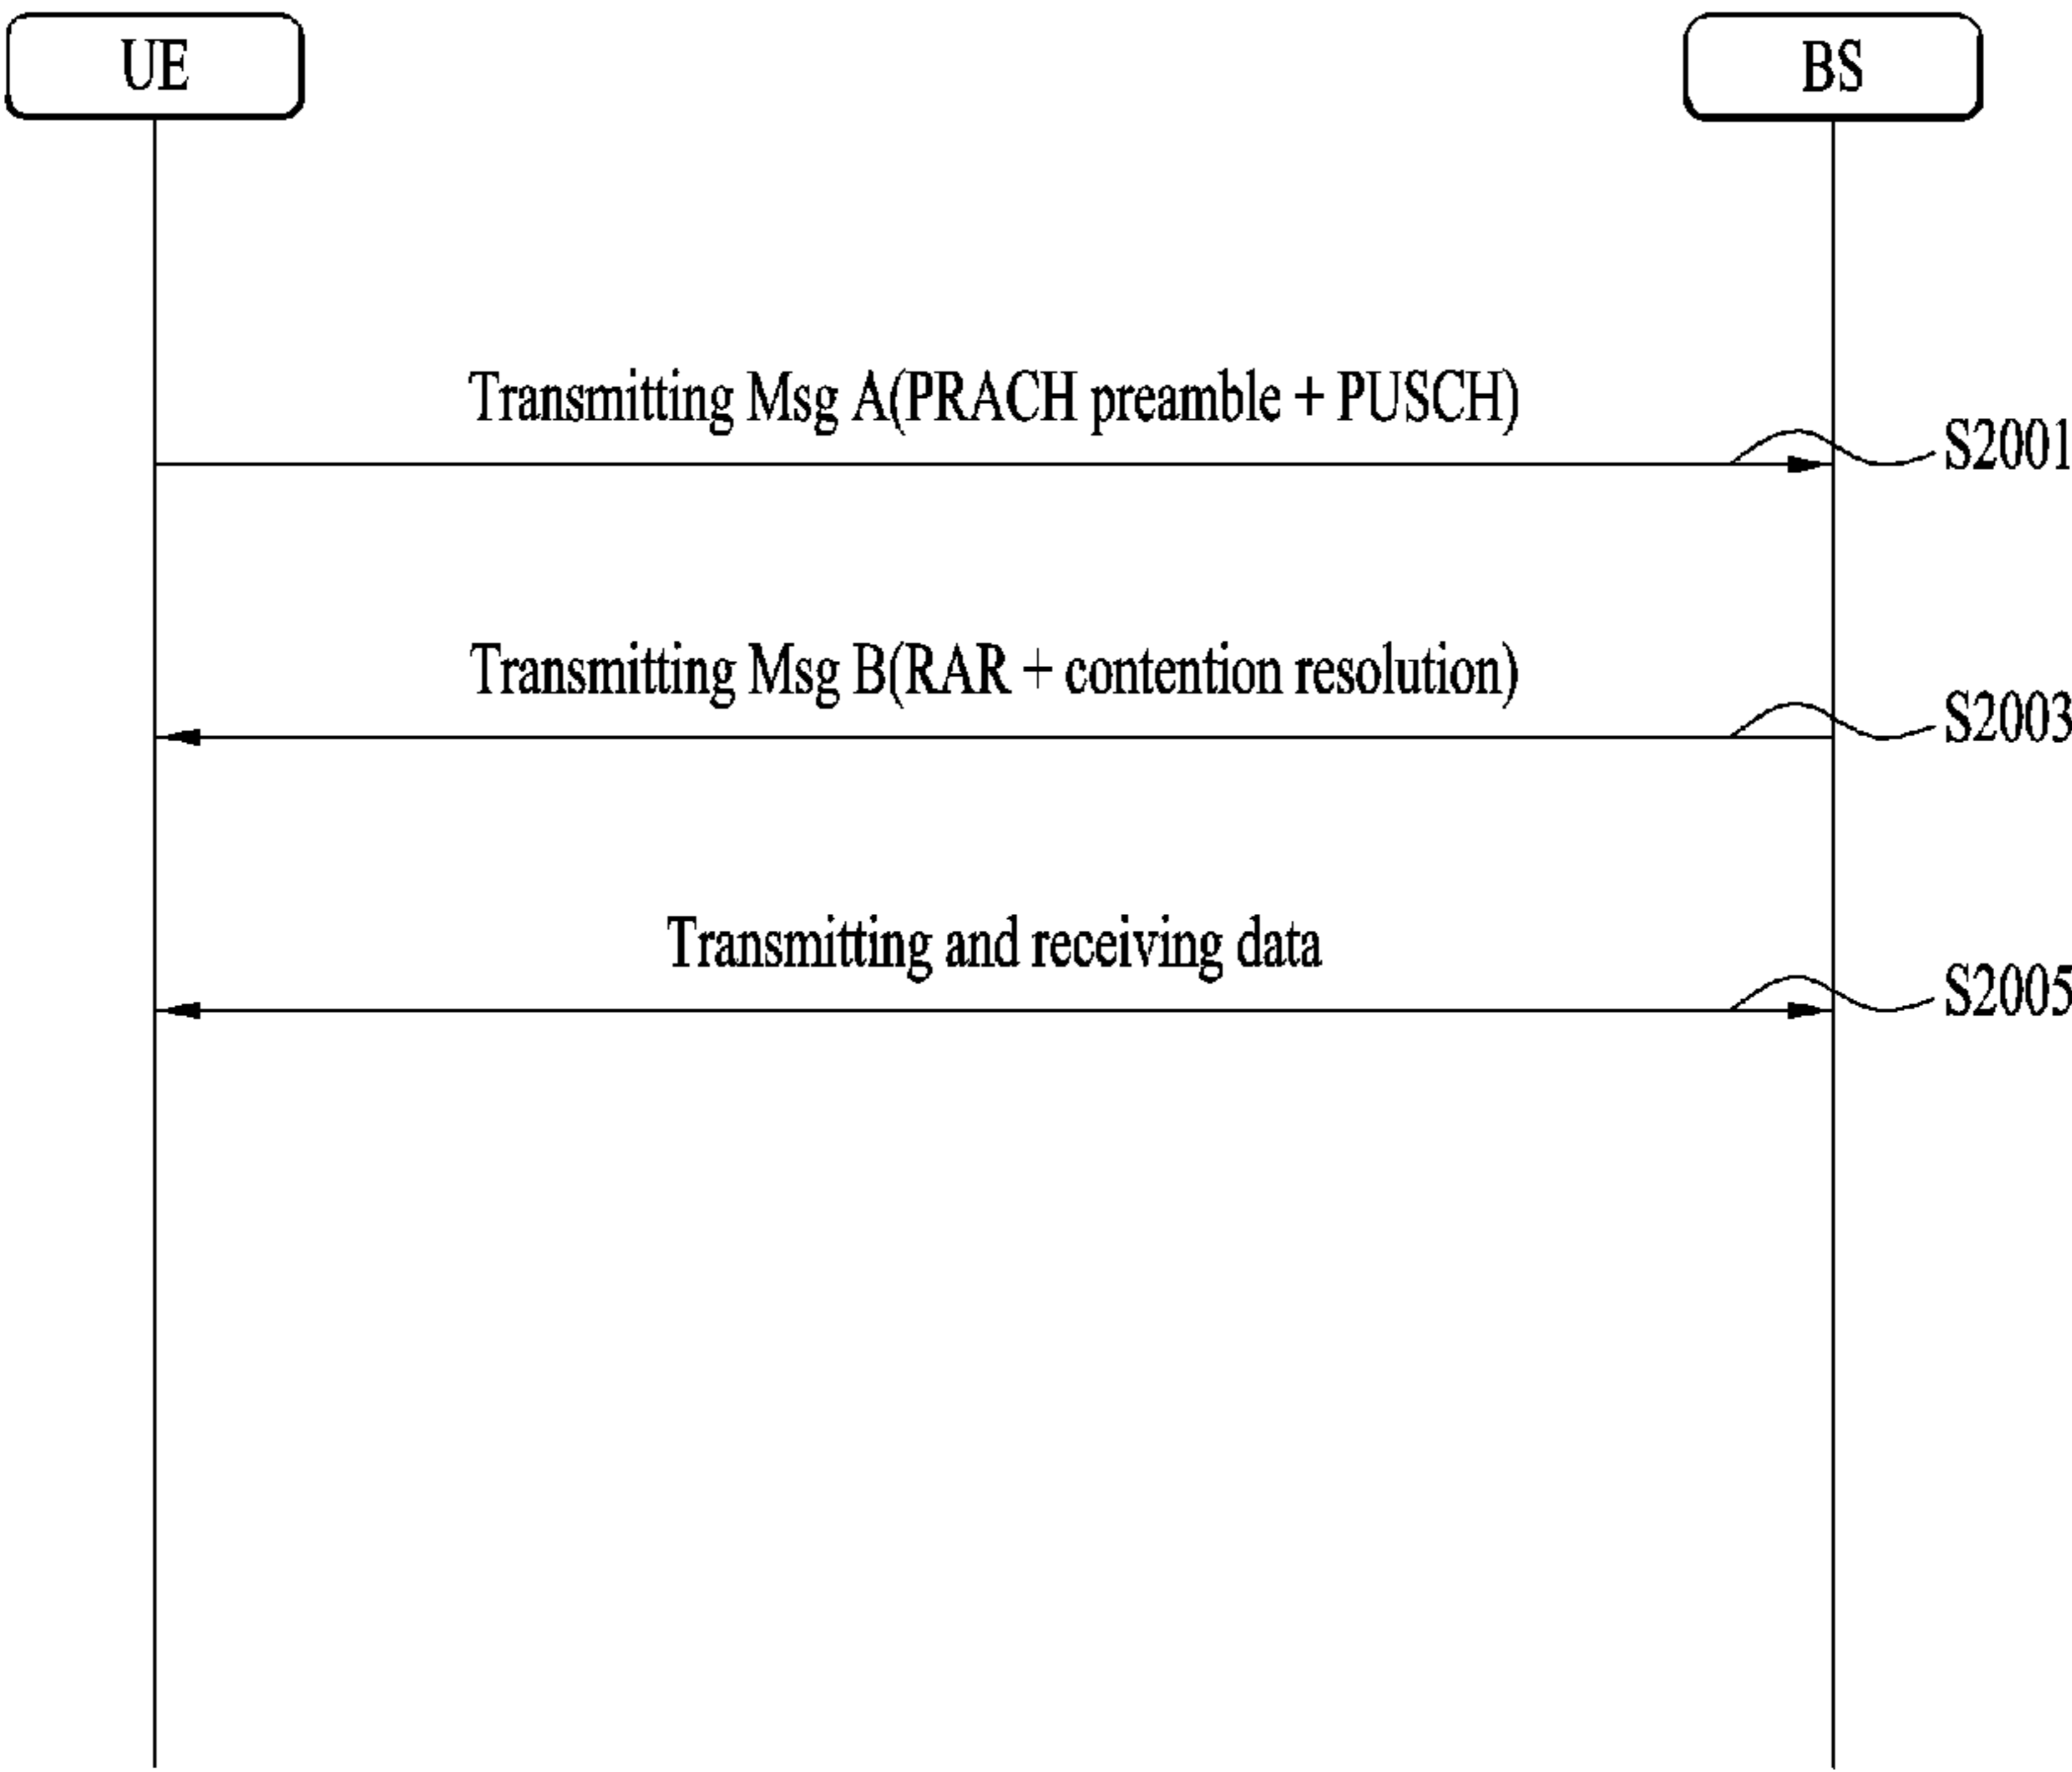 UE
BS
Transmitting Msg A(PRACH preamble + PUSCH)
S2001
Transmitting Msg B(RAR + contention resolution)
S2003
Transmitting and receiving data
S2005